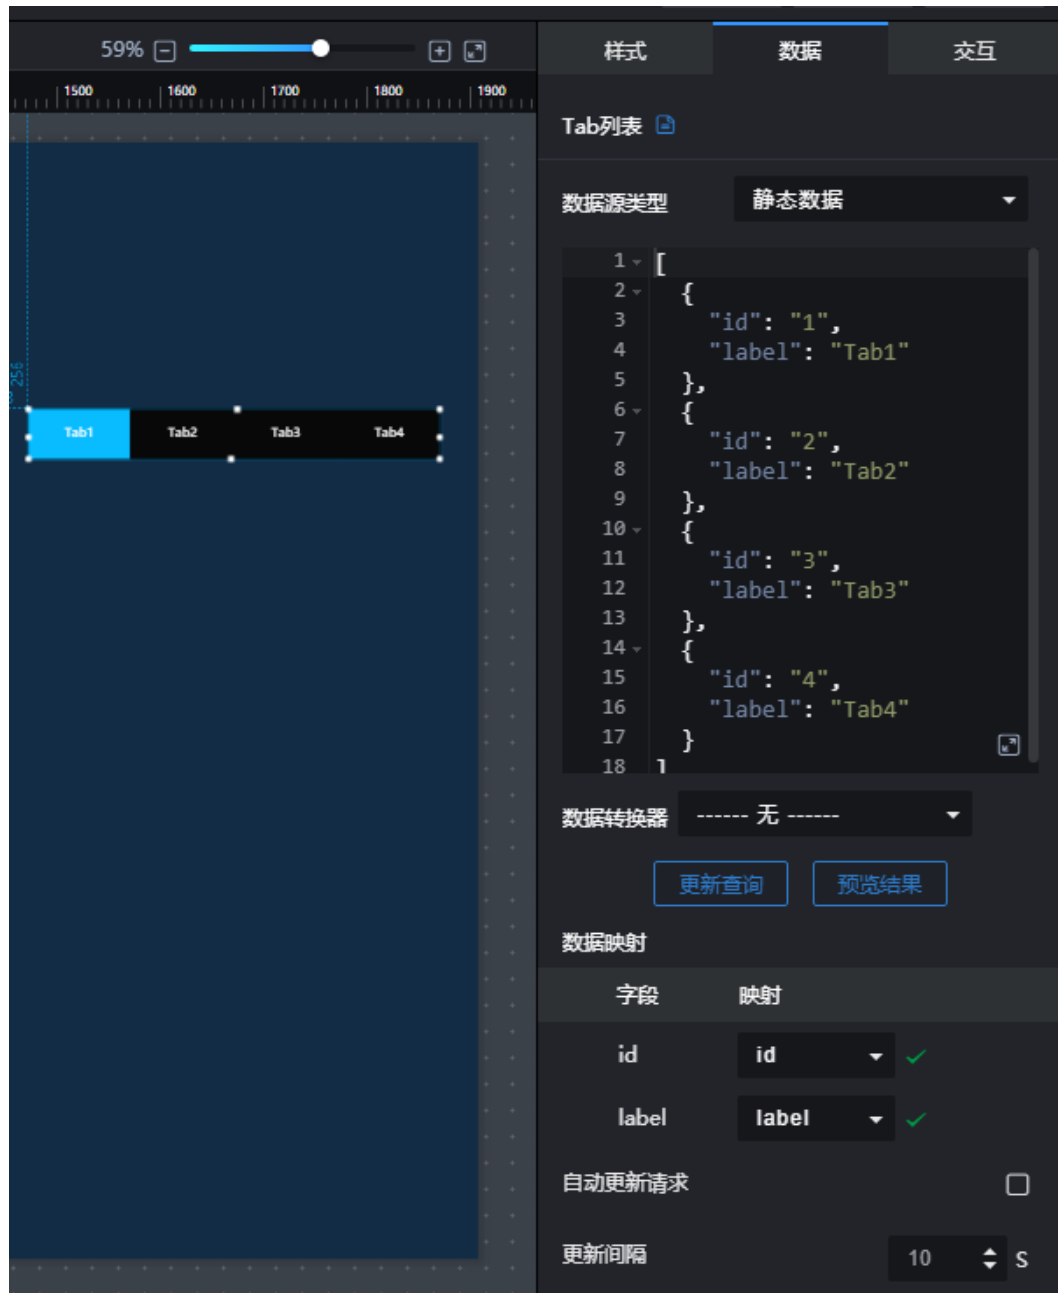 59%
1500 1600 1700 1800 1900
256
Tab1 Tab2 Tab3 Tab4
样式 数据 交互
Tab列表
数据源类型 静态数据
1 [
2 {
3 "id": "1",
4 "label": "Tab1"
5 },
6 {
7 "id": "2",
8 "label": "Tab2"
9 },
10 {
11 "id": "3",
12 "label": "Tab3"
13 },
14 {
15 "id": "4",
16 "label": "Tab4"
17 }
18 ]
数据转换器 ------ 无 ------
更新查询 预览结果
数据映射
字段 映射
id id
label label
自动更新请求
更新间隔 10 S